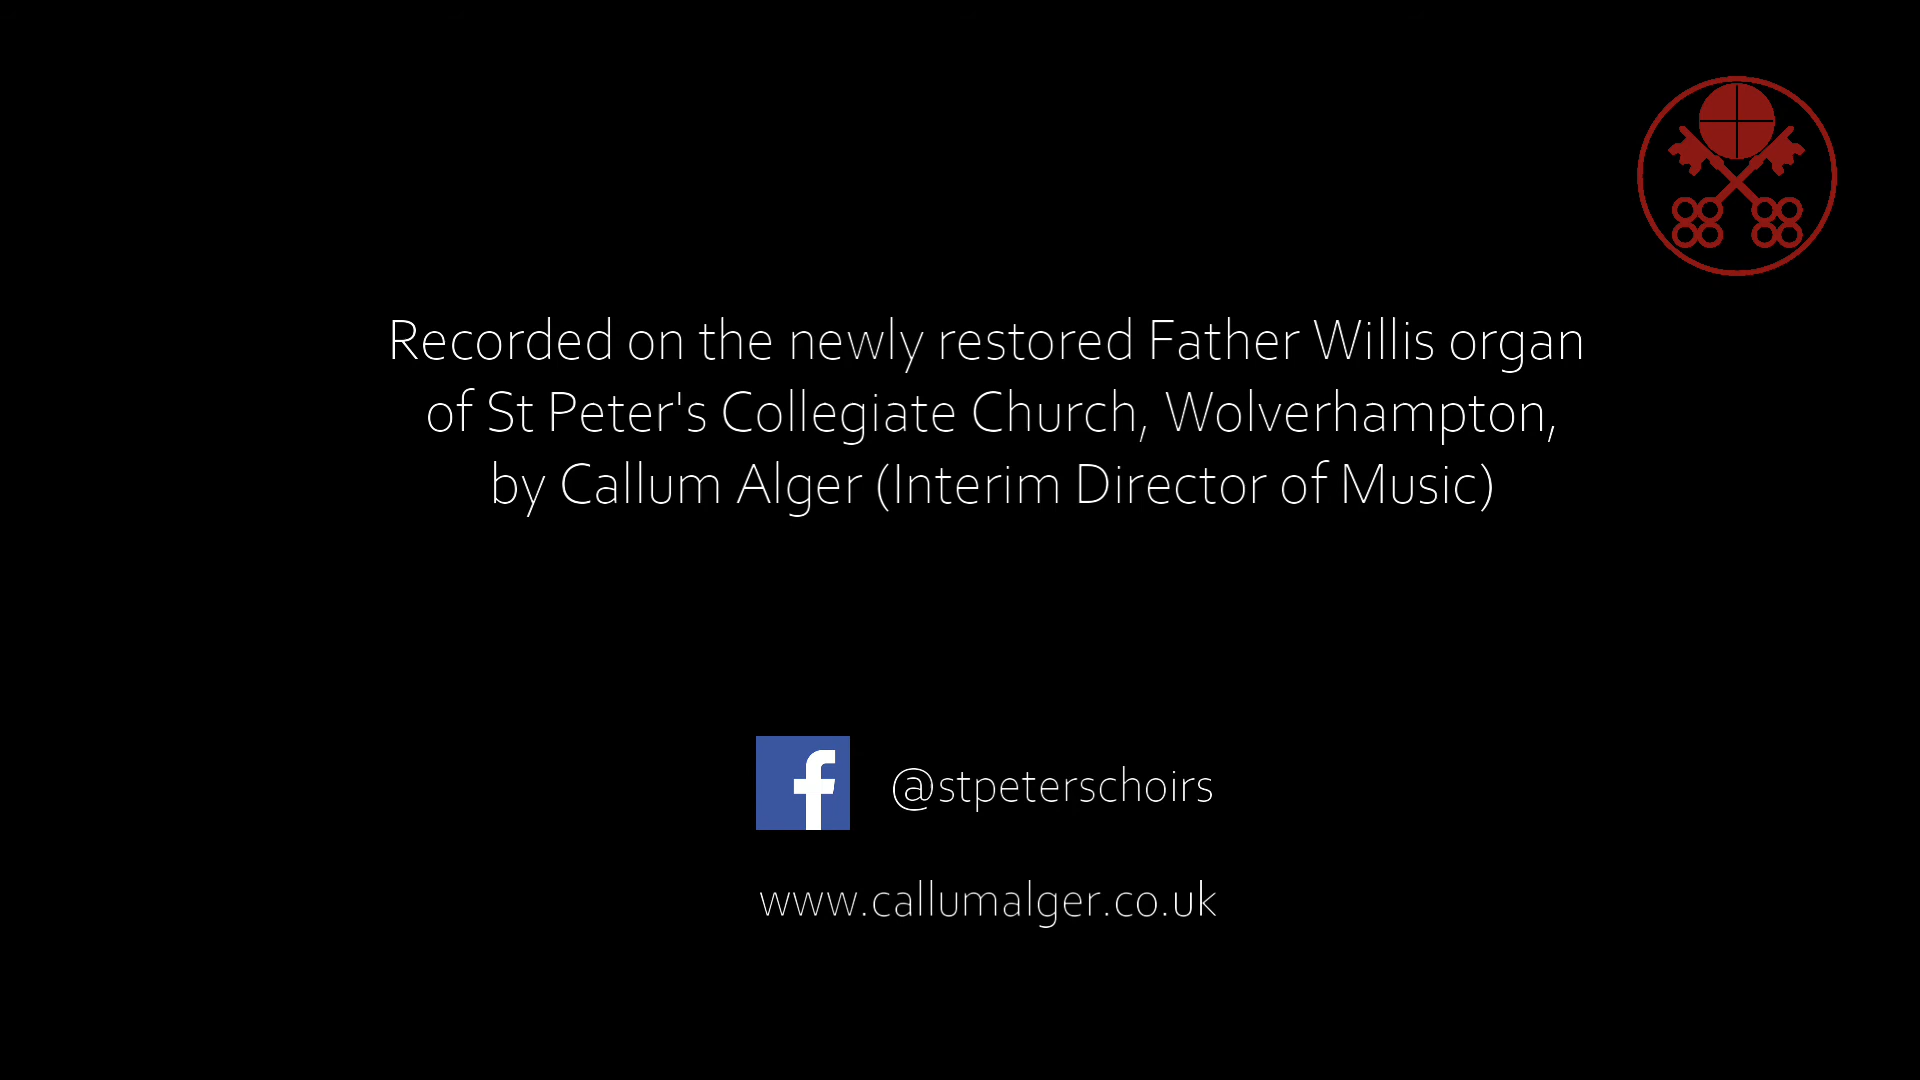 Recorded on the newly restored Father Willis organ
of St Peter's Collegiate Church, Wolverhampton,
by Callum Alger (Interim Director of Music)
@stpeterschoirs
www.callumalger.co.uk